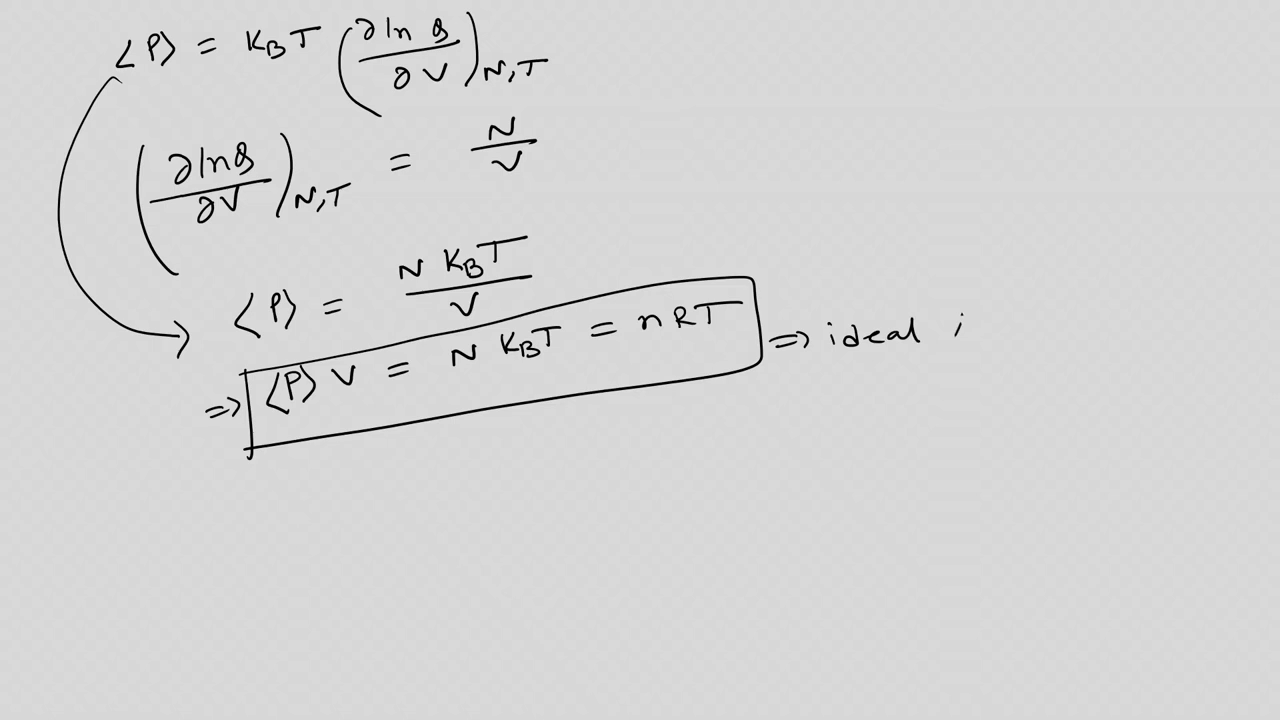 ⟨P⟩ = K_B T (∂ ln Q / ∂V)_{N,T}
(∂ ln Q / ∂V)_{N,T} = N / V
⟨P⟩ = N K_B T / V
⇒ ⟨P⟩ V = N K_B T = n R T ⇒ ideal i